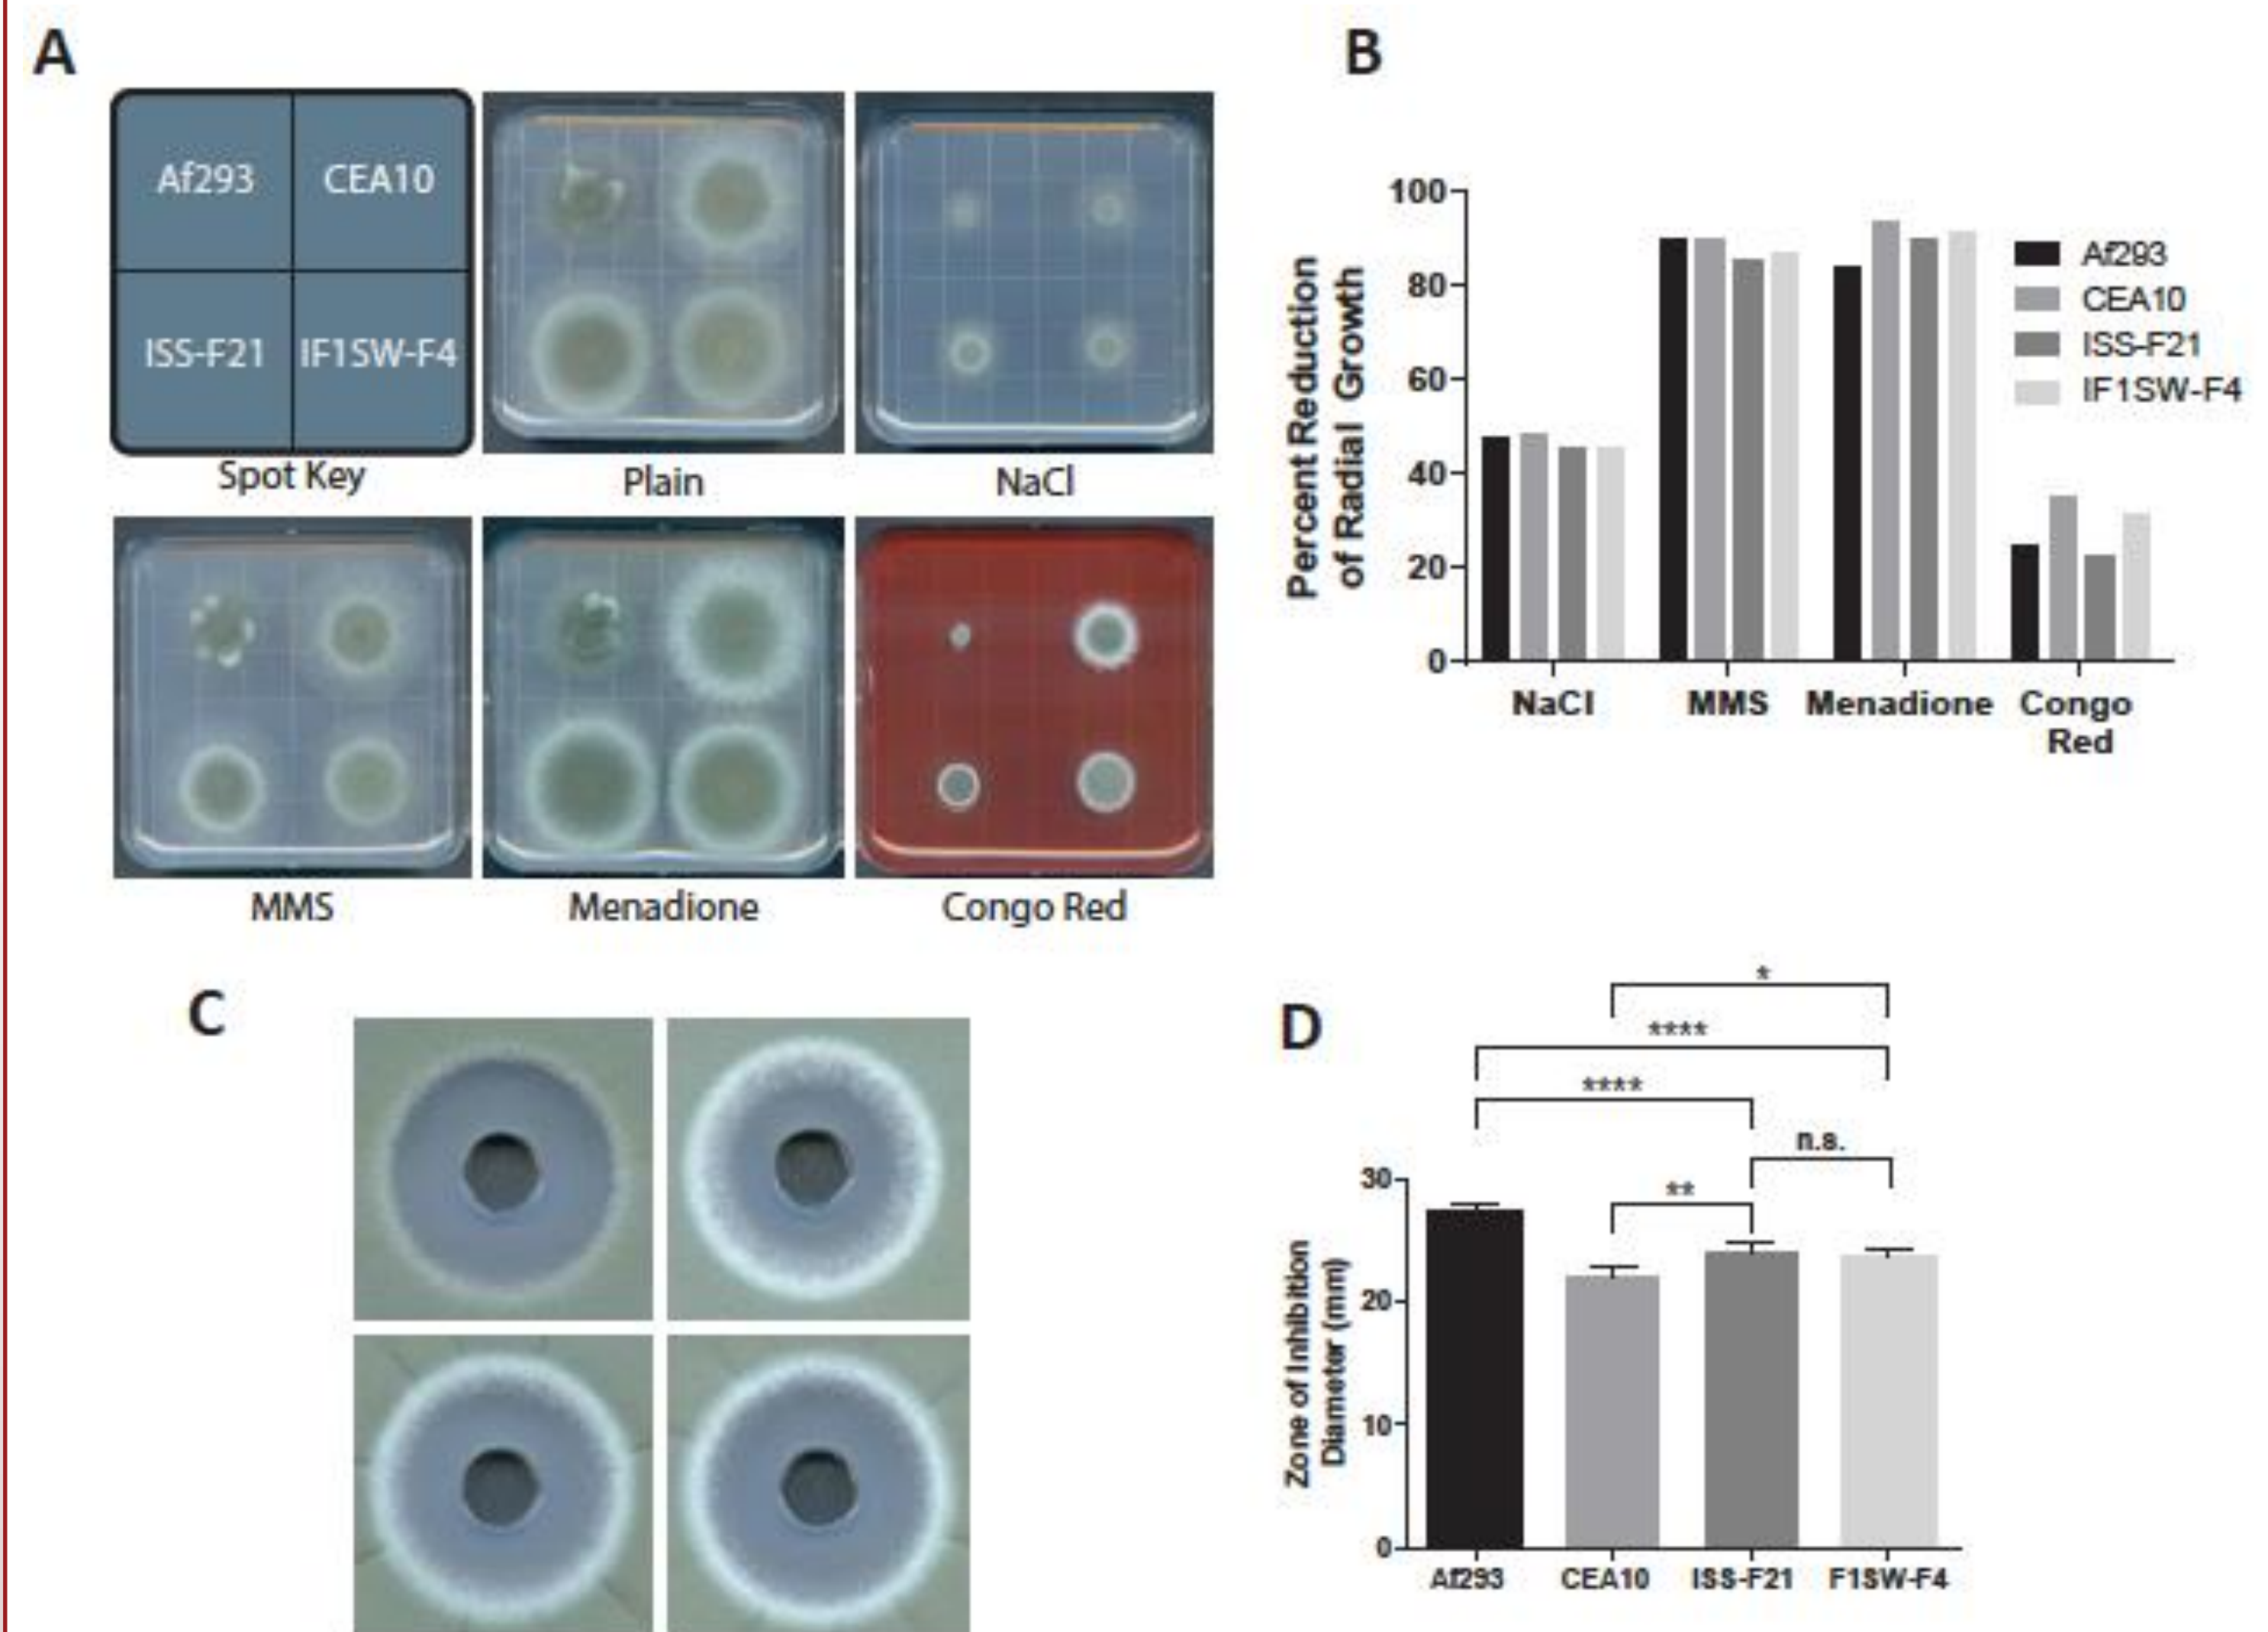 A
Af293
CEA10
ISS-F21
IF1SW-F4
Spot Key
Plain
NaCl
MMS
Menadione
Congo Red
B
Percent Reduction
of Radial Growth
100
80
60
40
20
0
NaCl
MMS
Menadione
Congo
Red
Af293
CEA10
ISS-F21
IF1SW-F4
C
D
*
****
****
n.s.
**
Zone of Inhibition
Diameter (mm)
30
20
10
0
Af293
CEA10
ISS-F21
F1SW-F4